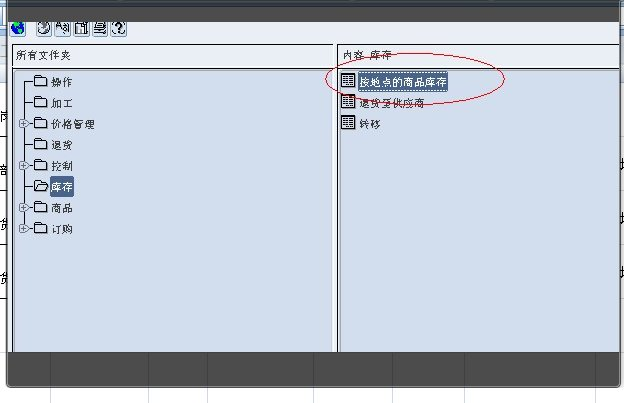 所有文件夹
内容 库存
操作
加工
价格管理
退货
控制
库存
商品
订购
按地点的商品库存
退货至供应商
转移